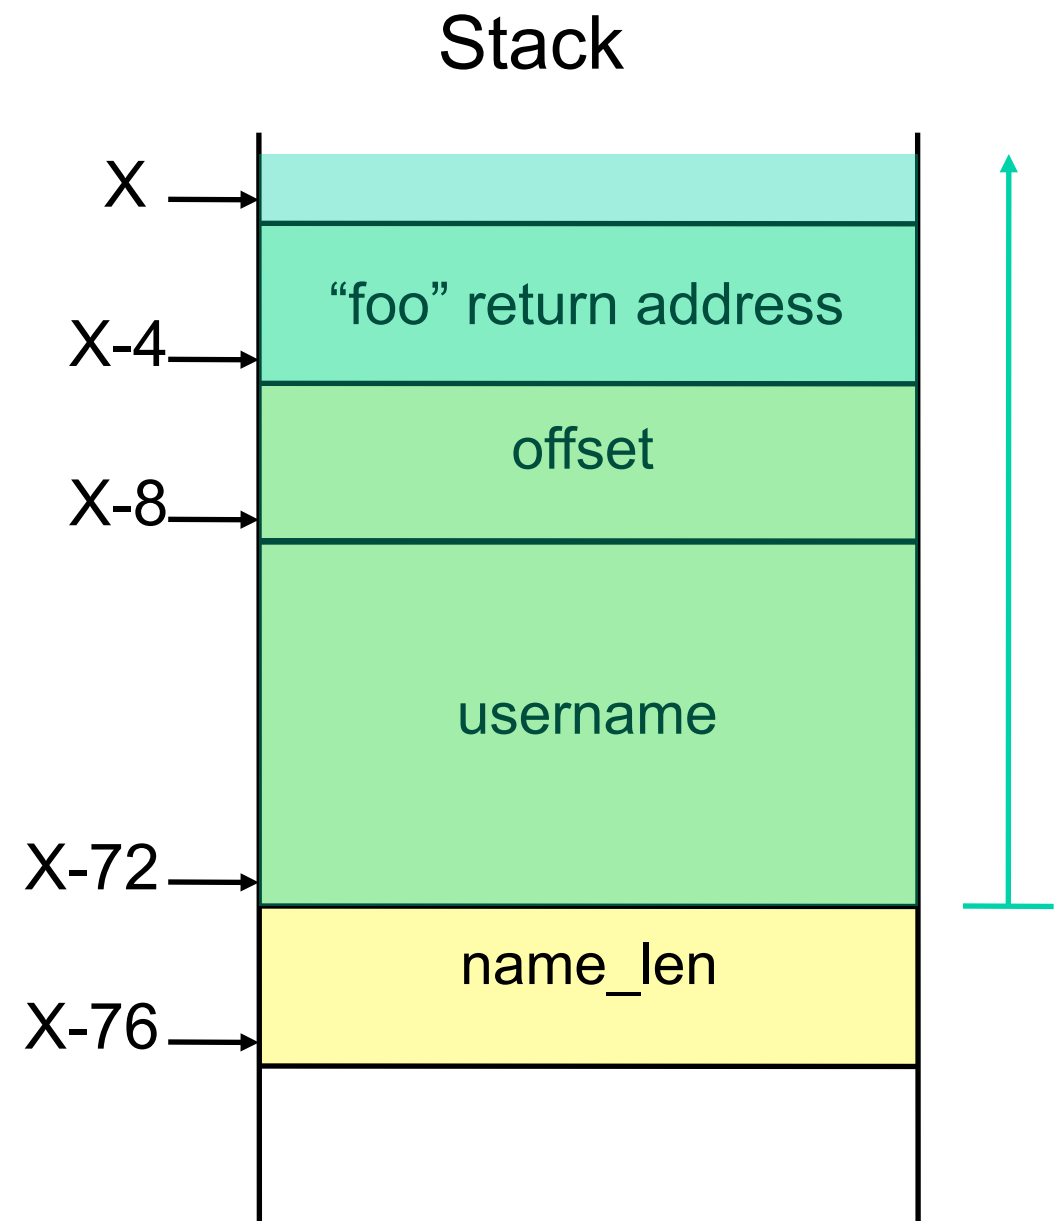 Stack
X
“foo” return address
X-4
offset
X-8
username
X-72
name_len
X-76